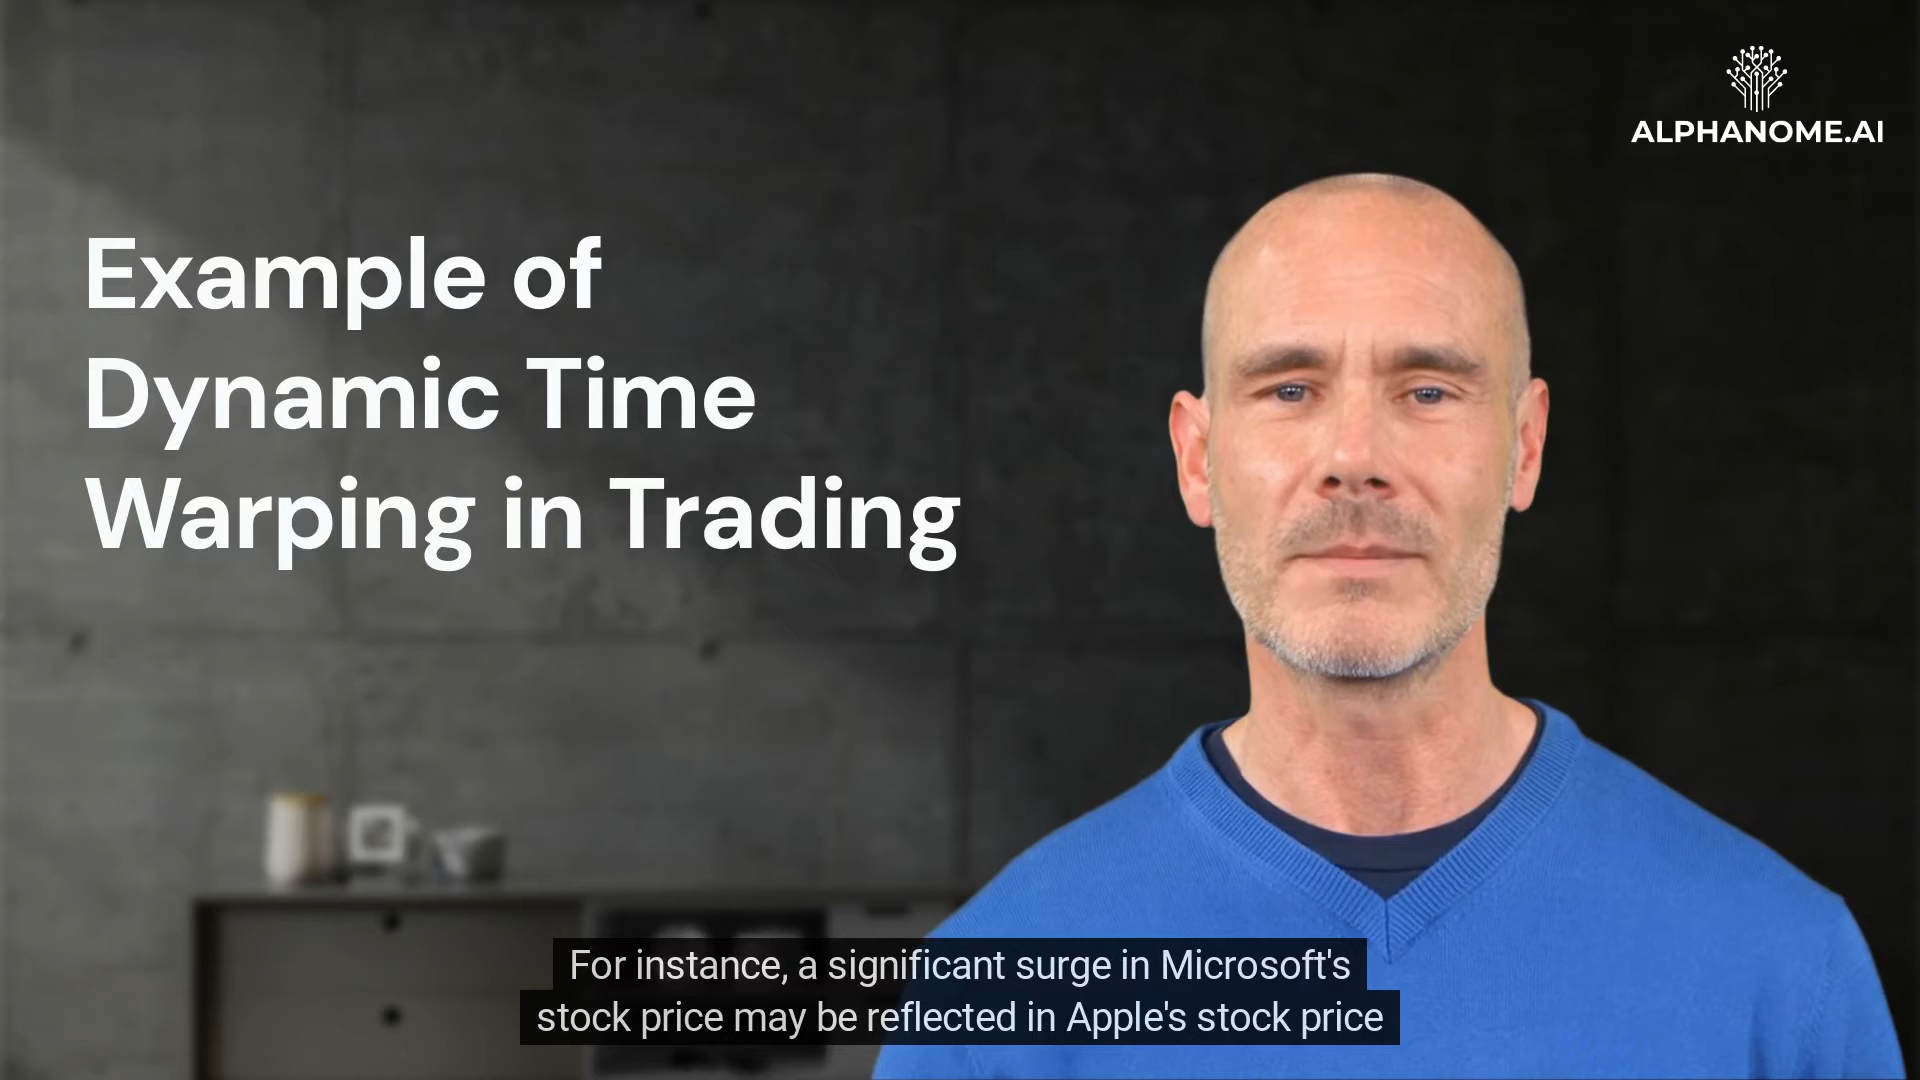 ALPHANOME.AI
Example of
Dynamic Time
Warping in Trading
For instance, a significant surge in Microsoft's
stock price may be reflected in Apple's stock price